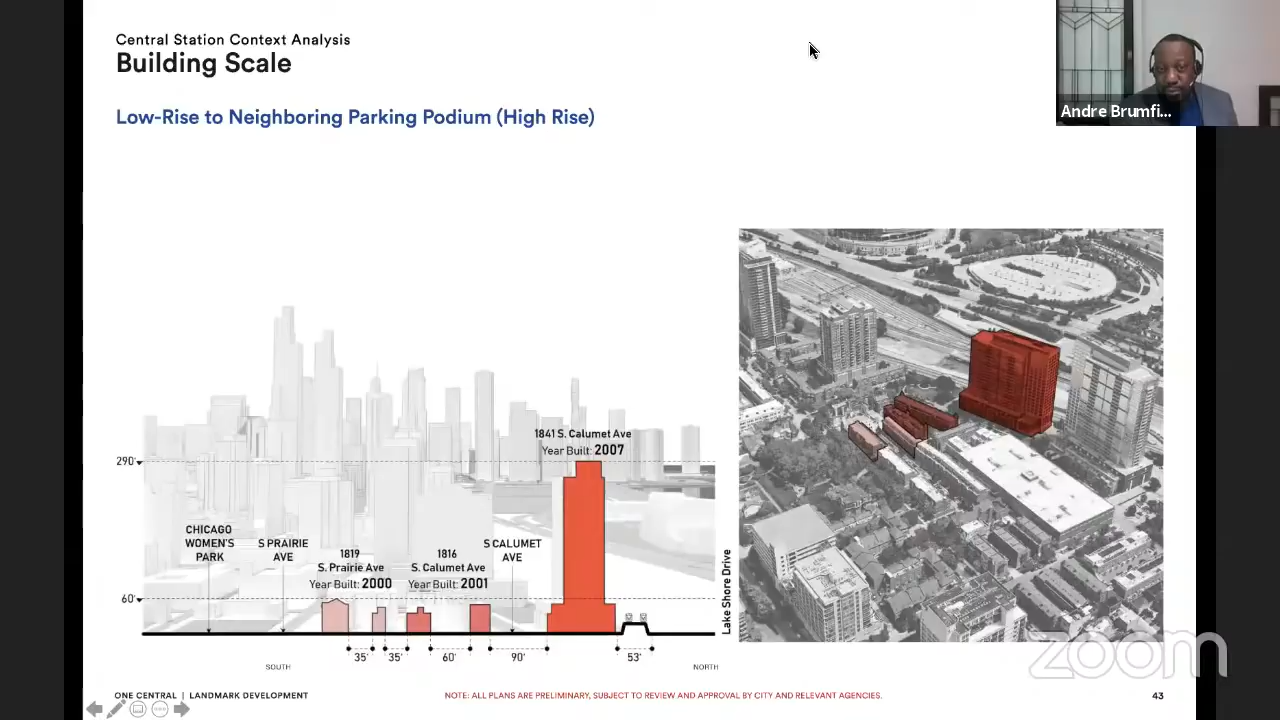 Central Station Context Analysis
Building Scale
Low-Rise to Neighboring Parking Podium (High Rise)
Andre Brumfi...
1841 S. Calumet Ave
Year Built: 2007
290'
CHICAGO
WOMEN'S
PARK
S PRAIRIE
AVE
1819
S. Prairie Ave
Year Built: 2000
1816
S. Calumet Ave
Year Built: 2001
S CALUMET
AVE
60'
35'
35'
60'
90'
53'
SOUTH
NORTH
Lake Shore Drive
zoom
ONE CENTRAL | LANDMARK DEVELOPMENT
NOTE: ALL PLANS ARE PRELIMINARY, SUBJECT TO REVIEW AND APPROVAL BY CITY AND RELEVANT AGENCIES.
43